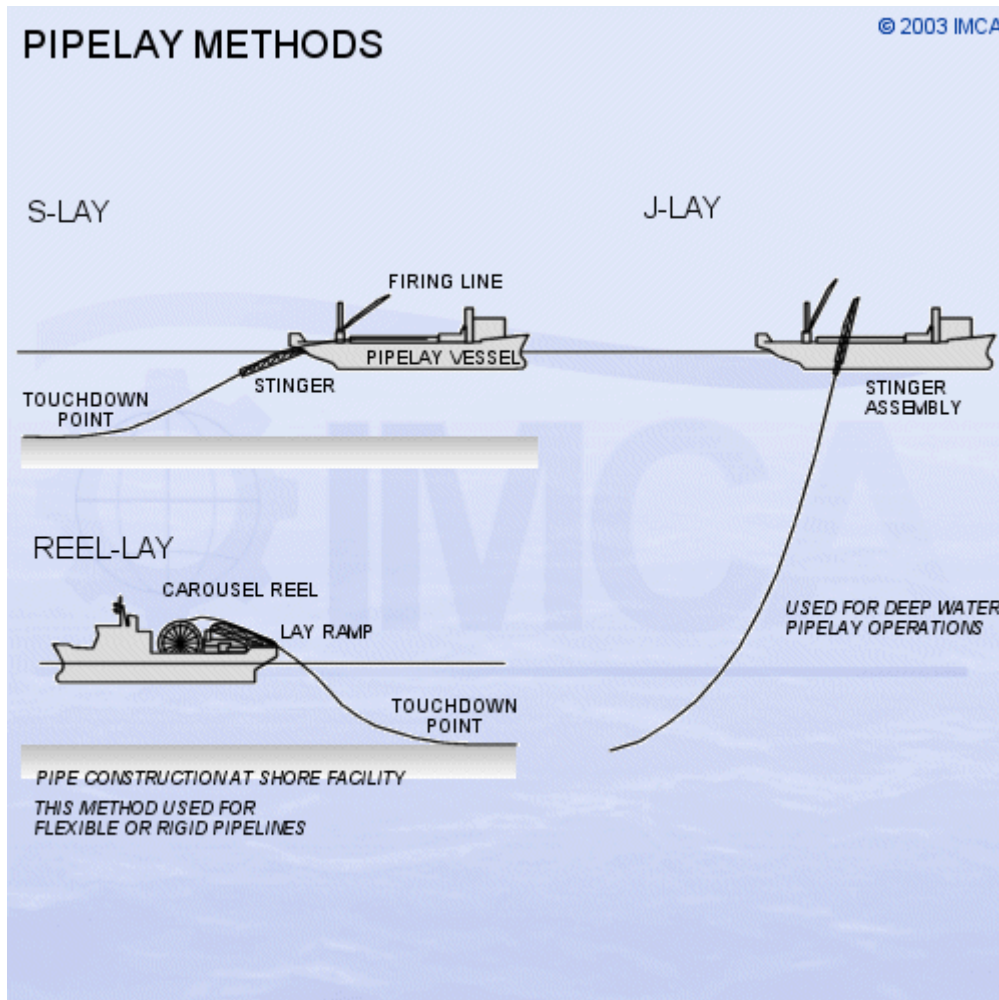 PIPELAY METHODS
© 2003 IMCA
S-LAY
J-LAY
FIRING LINE
PIPELAY VESSEL
STINGER
TOUCHDOWN
POINT
STINGER
ASSEMBLY
IMCA
REEL-LAY
CAROUSEL REEL
LAY RAMP
TOUCHDOWN
POINT
USED FOR DEEP WATER
PIPELAY OPERATIONS
PIPE CONSTRUCTION AT SHORE FACILITY
THIS METHOD USED FOR
FLEXIBLE OR RIGID PIPELINES